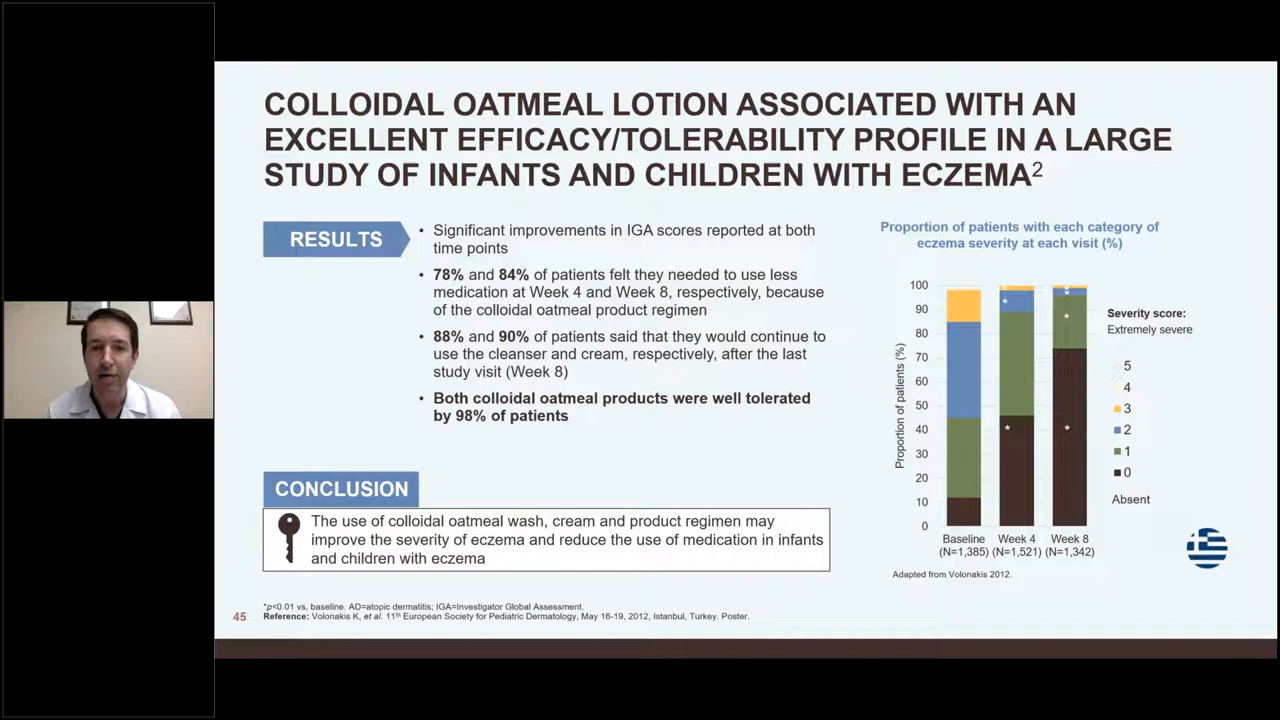 COLLOIDAL OATMEAL LOTION ASSOCIATED WITH AN
EXCELLENT EFFICACY/TOLERABILITY PROFILE IN A LARGE
STUDY OF INFANTS AND CHILDREN WITH ECZEMA2
RESULTS
• Significant improvements in IGA scores reported at both
time points
• 78% and 84% of patients felt they needed to use less
medication at Week 4 and Week 8, respectively, because
of the colloidal oatmeal product regimen
• 88% and 90% of patients said that they would continue to
use the cleanser and cream, respectively, after the last
study visit (Week 8)
• Both colloidal oatmeal products were well tolerated
by 98% of patients
CONCLUSION
The use of colloidal oatmeal wash, cream and product regimen may
improve the severity of eczema and reduce the use of medication in infants
and children with eczema
Proportion of patients with each category of
eczema severity at each visit (%)
Proportion of patients (%)
100
90
80
70
60
50
40
30
20
10
0
* * * * * *
Baseline Week 4 Week 8
(N=1,385) (N=1,521) (N=1,342)
Severity score:
Extremely severe
5
4
3
2
1
0
Absent
Adapted from Volonakis 2012.
*p<0.01 vs, baseline. AD=atopic dermatitis; IGA=Investigator Global Assessment.
45 Reference: Volonakis K, et al. 11th European Society for Pediatric Dermatology, May 16-19, 2012, Istanbul, Turkey. Poster.